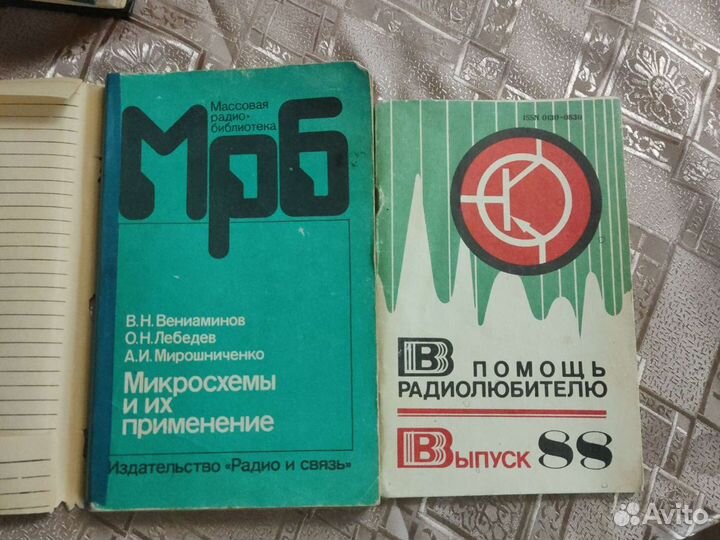 Массовая
радио-
библиотека
Мрб
В.Н. Вениаминов
О.Н. Лебедев
А.И. Мирошниченко
Микросхемы
и их
применение
Издательство «Радио и связь»
ISSN 0130-0830
В ПОМОЩЬ
РАДИОЛЮБИТЕЛЮ
Выпуск 88
Avito